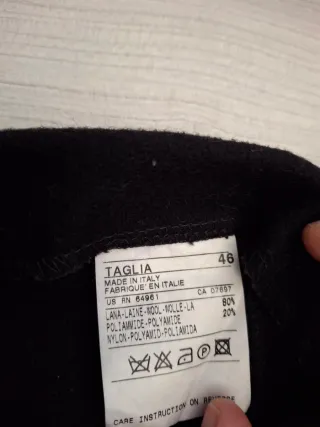 TAGLIA 46
MADE IN ITALY
FABRIQUE EN ITALIE
US RN 64961 CA 07697
LANA-LAINE-WOOL-WOLLE-LA 80%
POLIAMMIDE-POLYAMIDE 20%
NYLON-POLYAMID-POLIAMIDA
CARE INSTRUCTION ON REVERSE